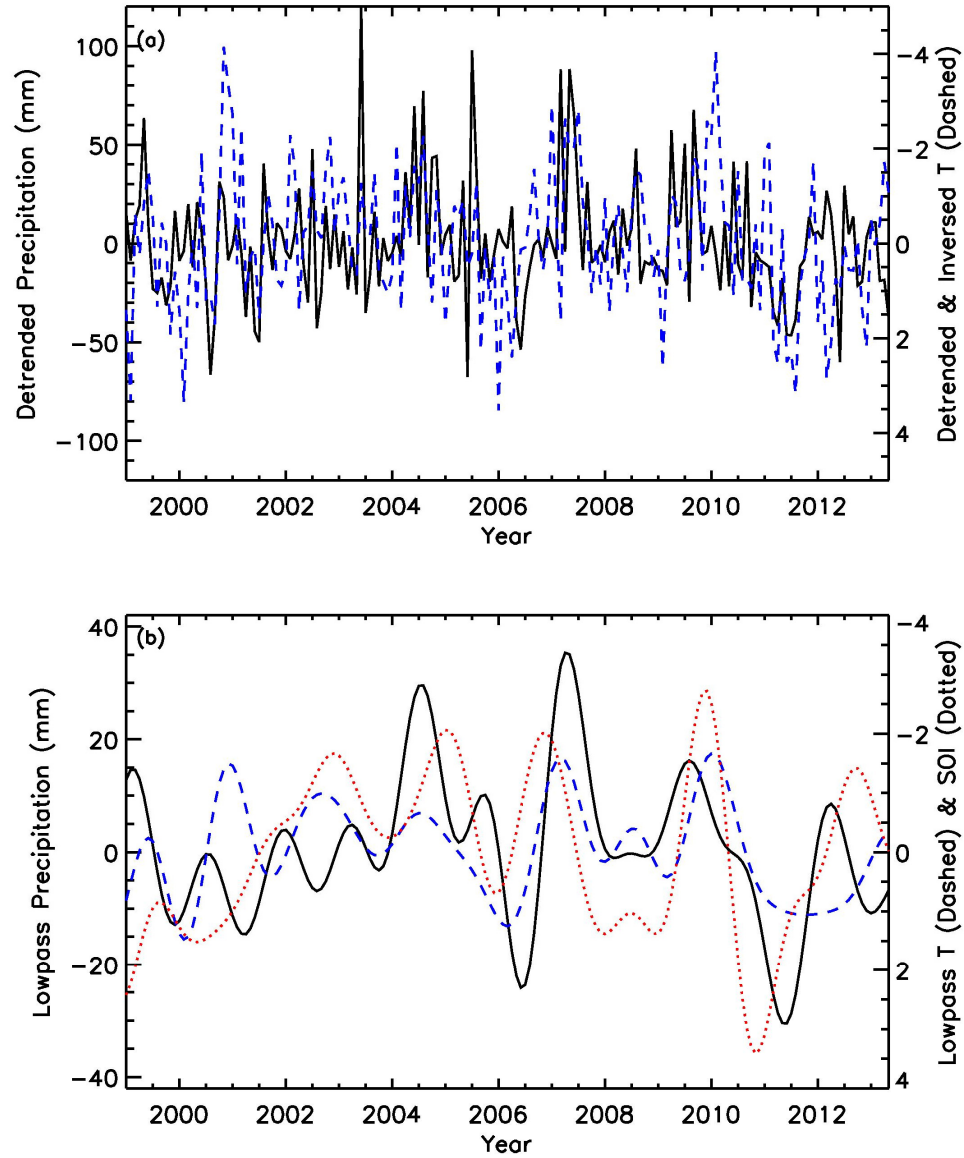 (a)
Detrended Precipitation (mm)
100
50
0
−50
−100
-4
-2
0
2
4
Detrended & Inversed T (Dashed)
2000 2002 2004 2006 2008 2010 2012
Year
(b)
Lowpass Precipitation (mm)
40
20
0
−20
−40
-4
-2
0
2
4
Lowpass T (Dashed) & SOI (Dotted)
2000 2002 2004 2006 2008 2010 2012
Year